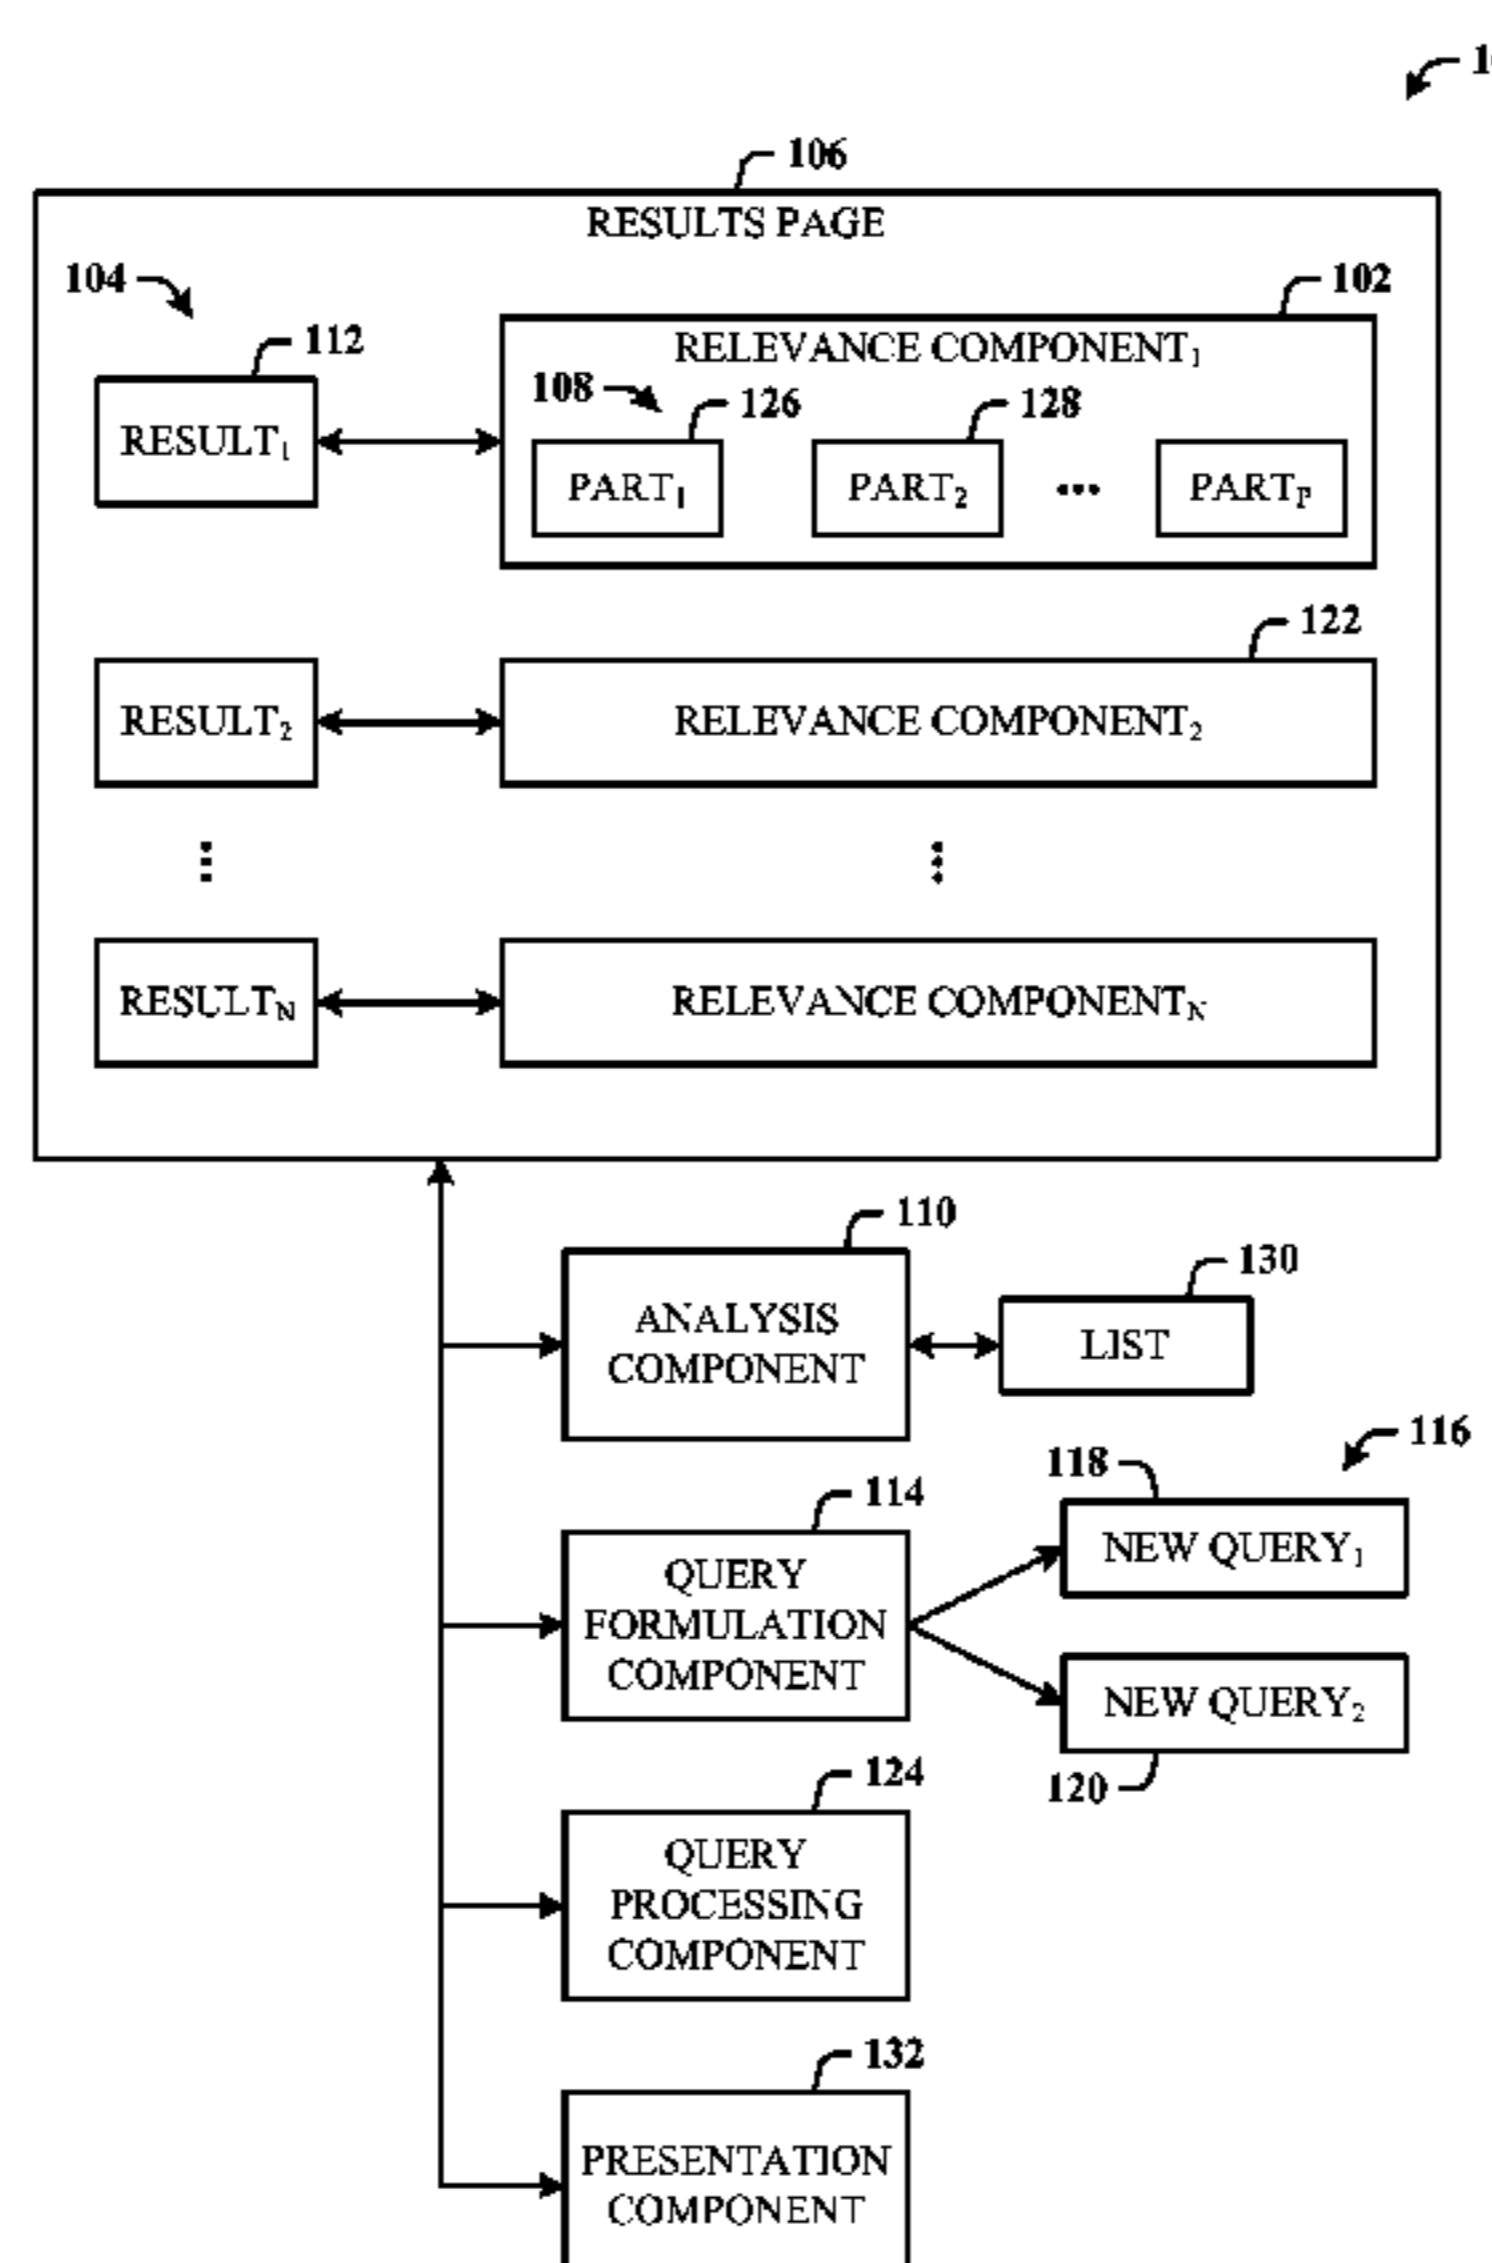 106
RESULTS PAGE
104
102
112
RELEVANCE COMPONENT₁
108
126
128
RESULT₁
PART₁
PART₂
...
PARTₚ
122
RESULT₂
RELEVANCE COMPONENT₂
RESULT_N
RELEVANCE COMPONENT_N
110
130
ANALYSIS
COMPONENT
LIST
116
118
114
NEW QUERY₁
QUERY
FORMULATION
COMPONENT
NEW QUERY₂
120
124
QUERY
PROCESSING
COMPONENT
132
PRESENTATION
COMPONENT